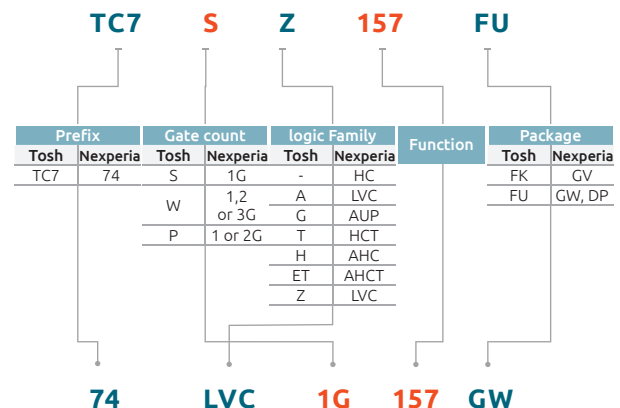 TC7 S Z 157 FU
Prefix Gate count logic Family Function Package
Tosh Nexperia Tosh Nexperia Tosh Nexperia Tosh Nexperia
TC7 74 S 1G - HC FK GV
W 1,2 or 3G A LVC FU GW, DP
G AUP
P 1 or 2G T HCT
H AHC
ET AHCT
Z LVC
74 LVC 1G 157 GW